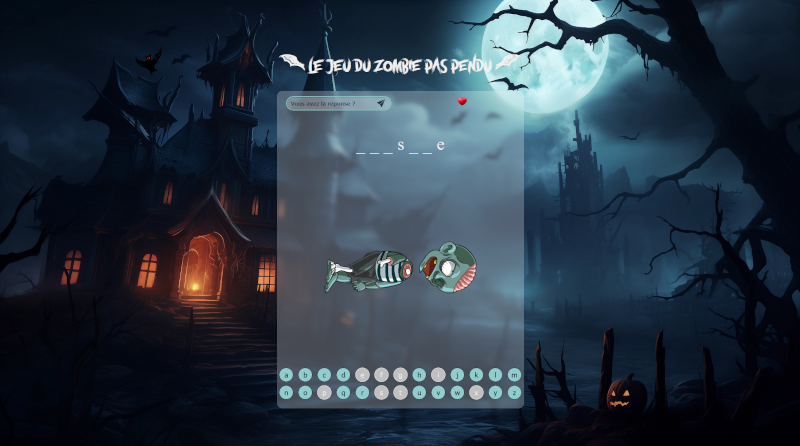 LE JEU DU ZOMBIE PAS PENDU
Vous avez la réponse ?
_ _ _ s _ _ e
a b c d e f g h i j k l m
n o p q r s t u v w x y z